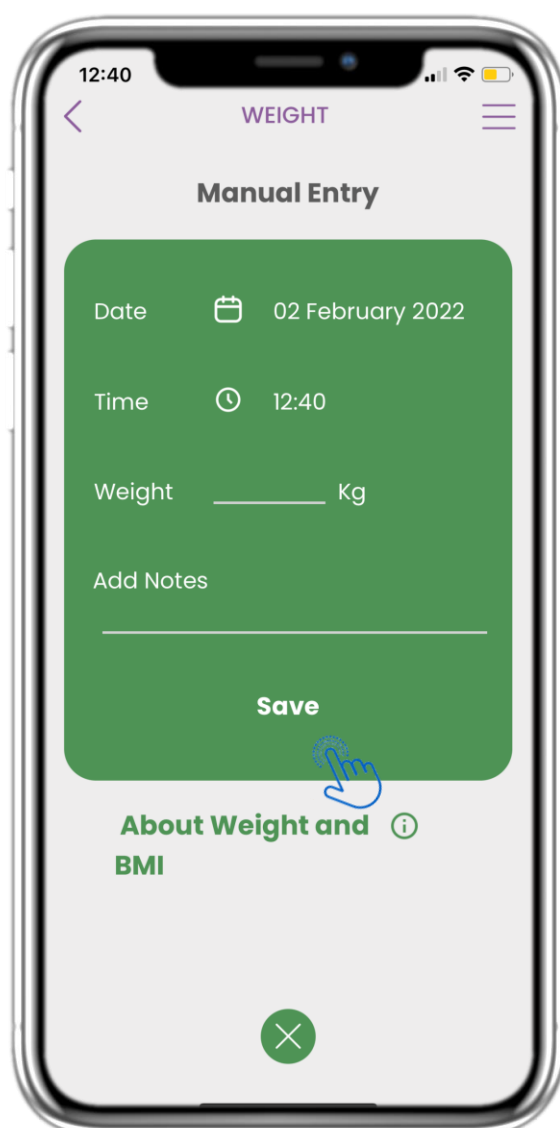 12:40
WEIGHT
Manual Entry
Date 02 February 2022
Time 12:40
Weight Kg
Add Notes
Save
About Weight and
BMI